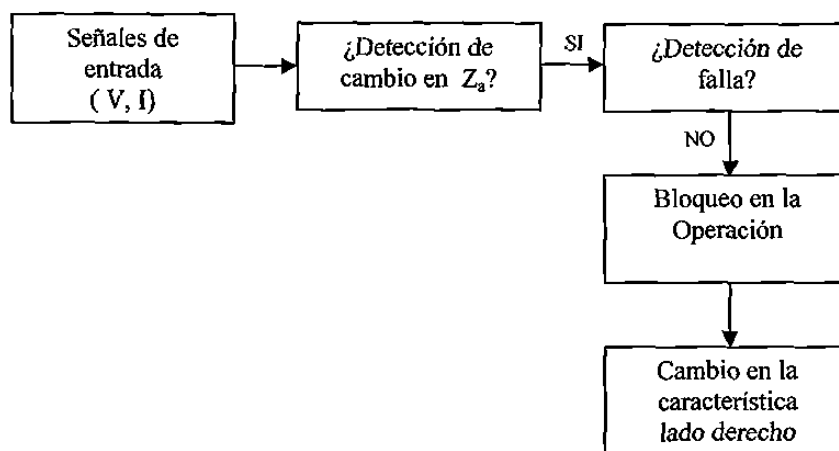 Señales de
entrada
( V, I)
¿Detección de
cambio en Zₐ?
SI
¿Detección de
falla?
NO
Bloqueo en la
Operación
Cambio en la
característica
lado derecho